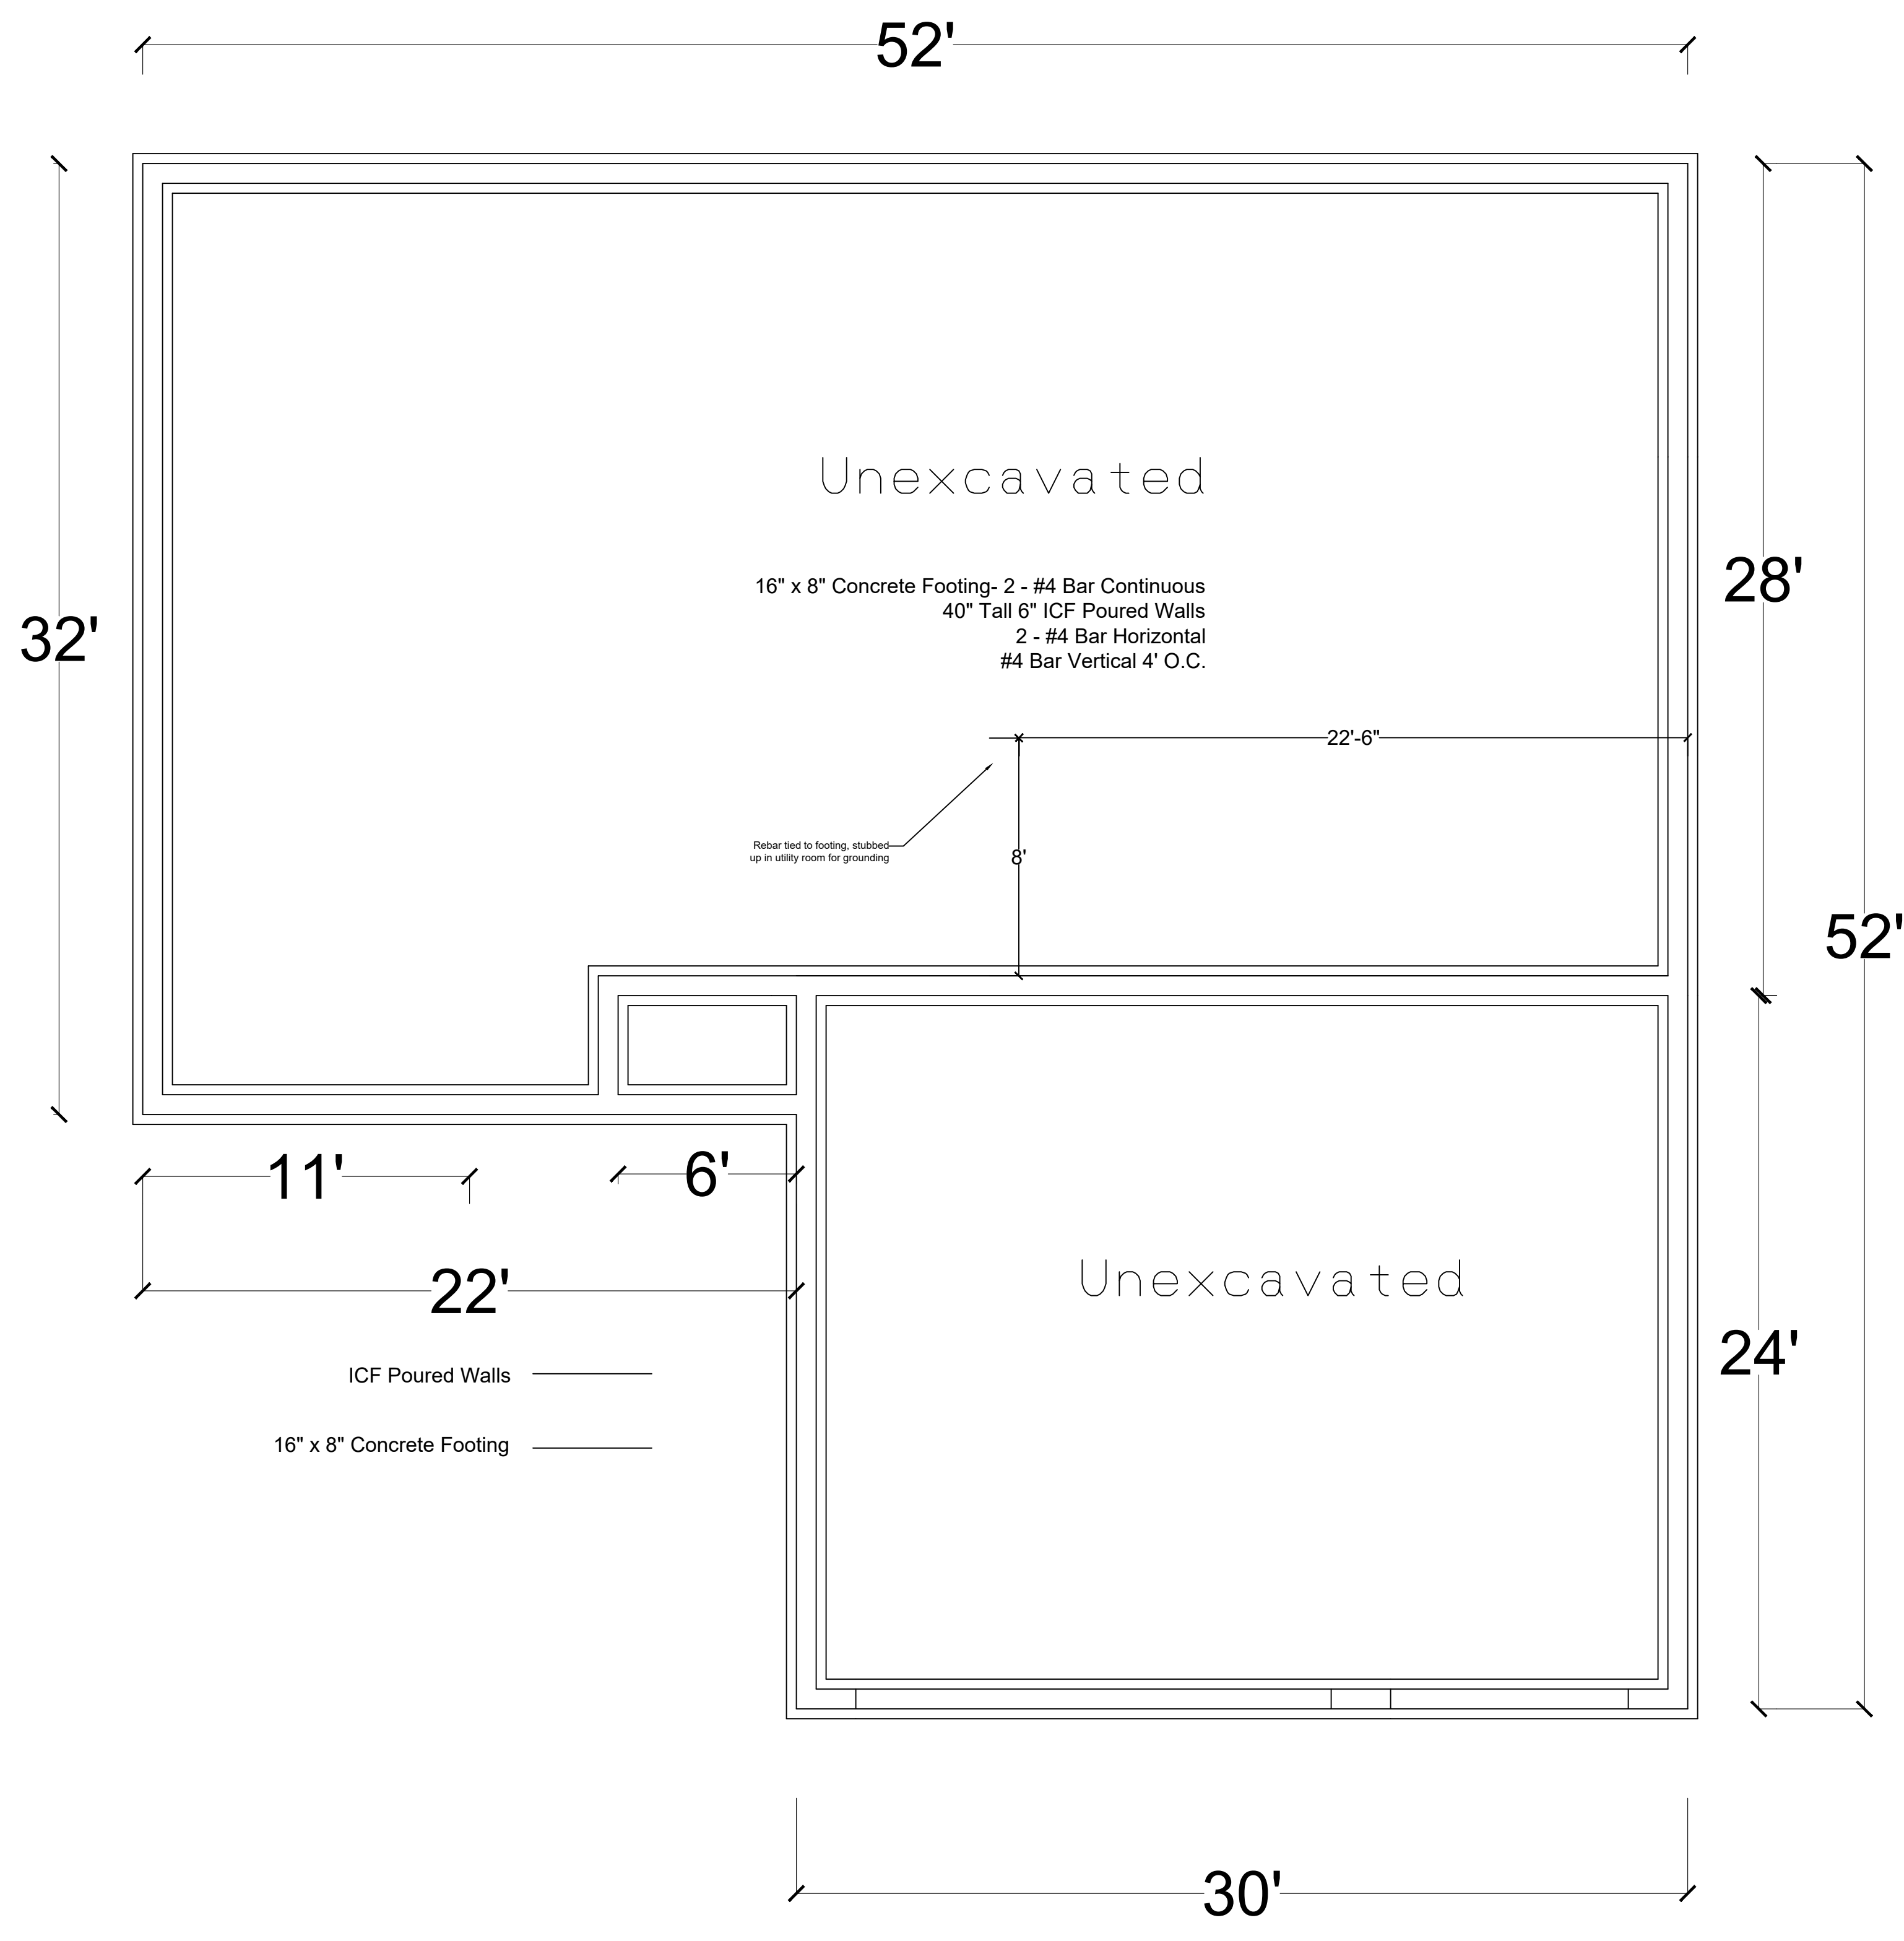 52'
Unexcavated
16" x 8" Concrete Footing- 2 - #4 Bar Continuous
40" Tall 6" ICF Poured Walls
2 - #4 Bar Horizontal
#4 Bar Vertical 4' O.C.
28'
32'
22'-6"
Rebar tied to footing, stubbed
up in utility room for grounding
8'
52'
11'
6'
Unexcavated
22'
24'
ICF Poured Walls
16" x 8" Concrete Footing
30'